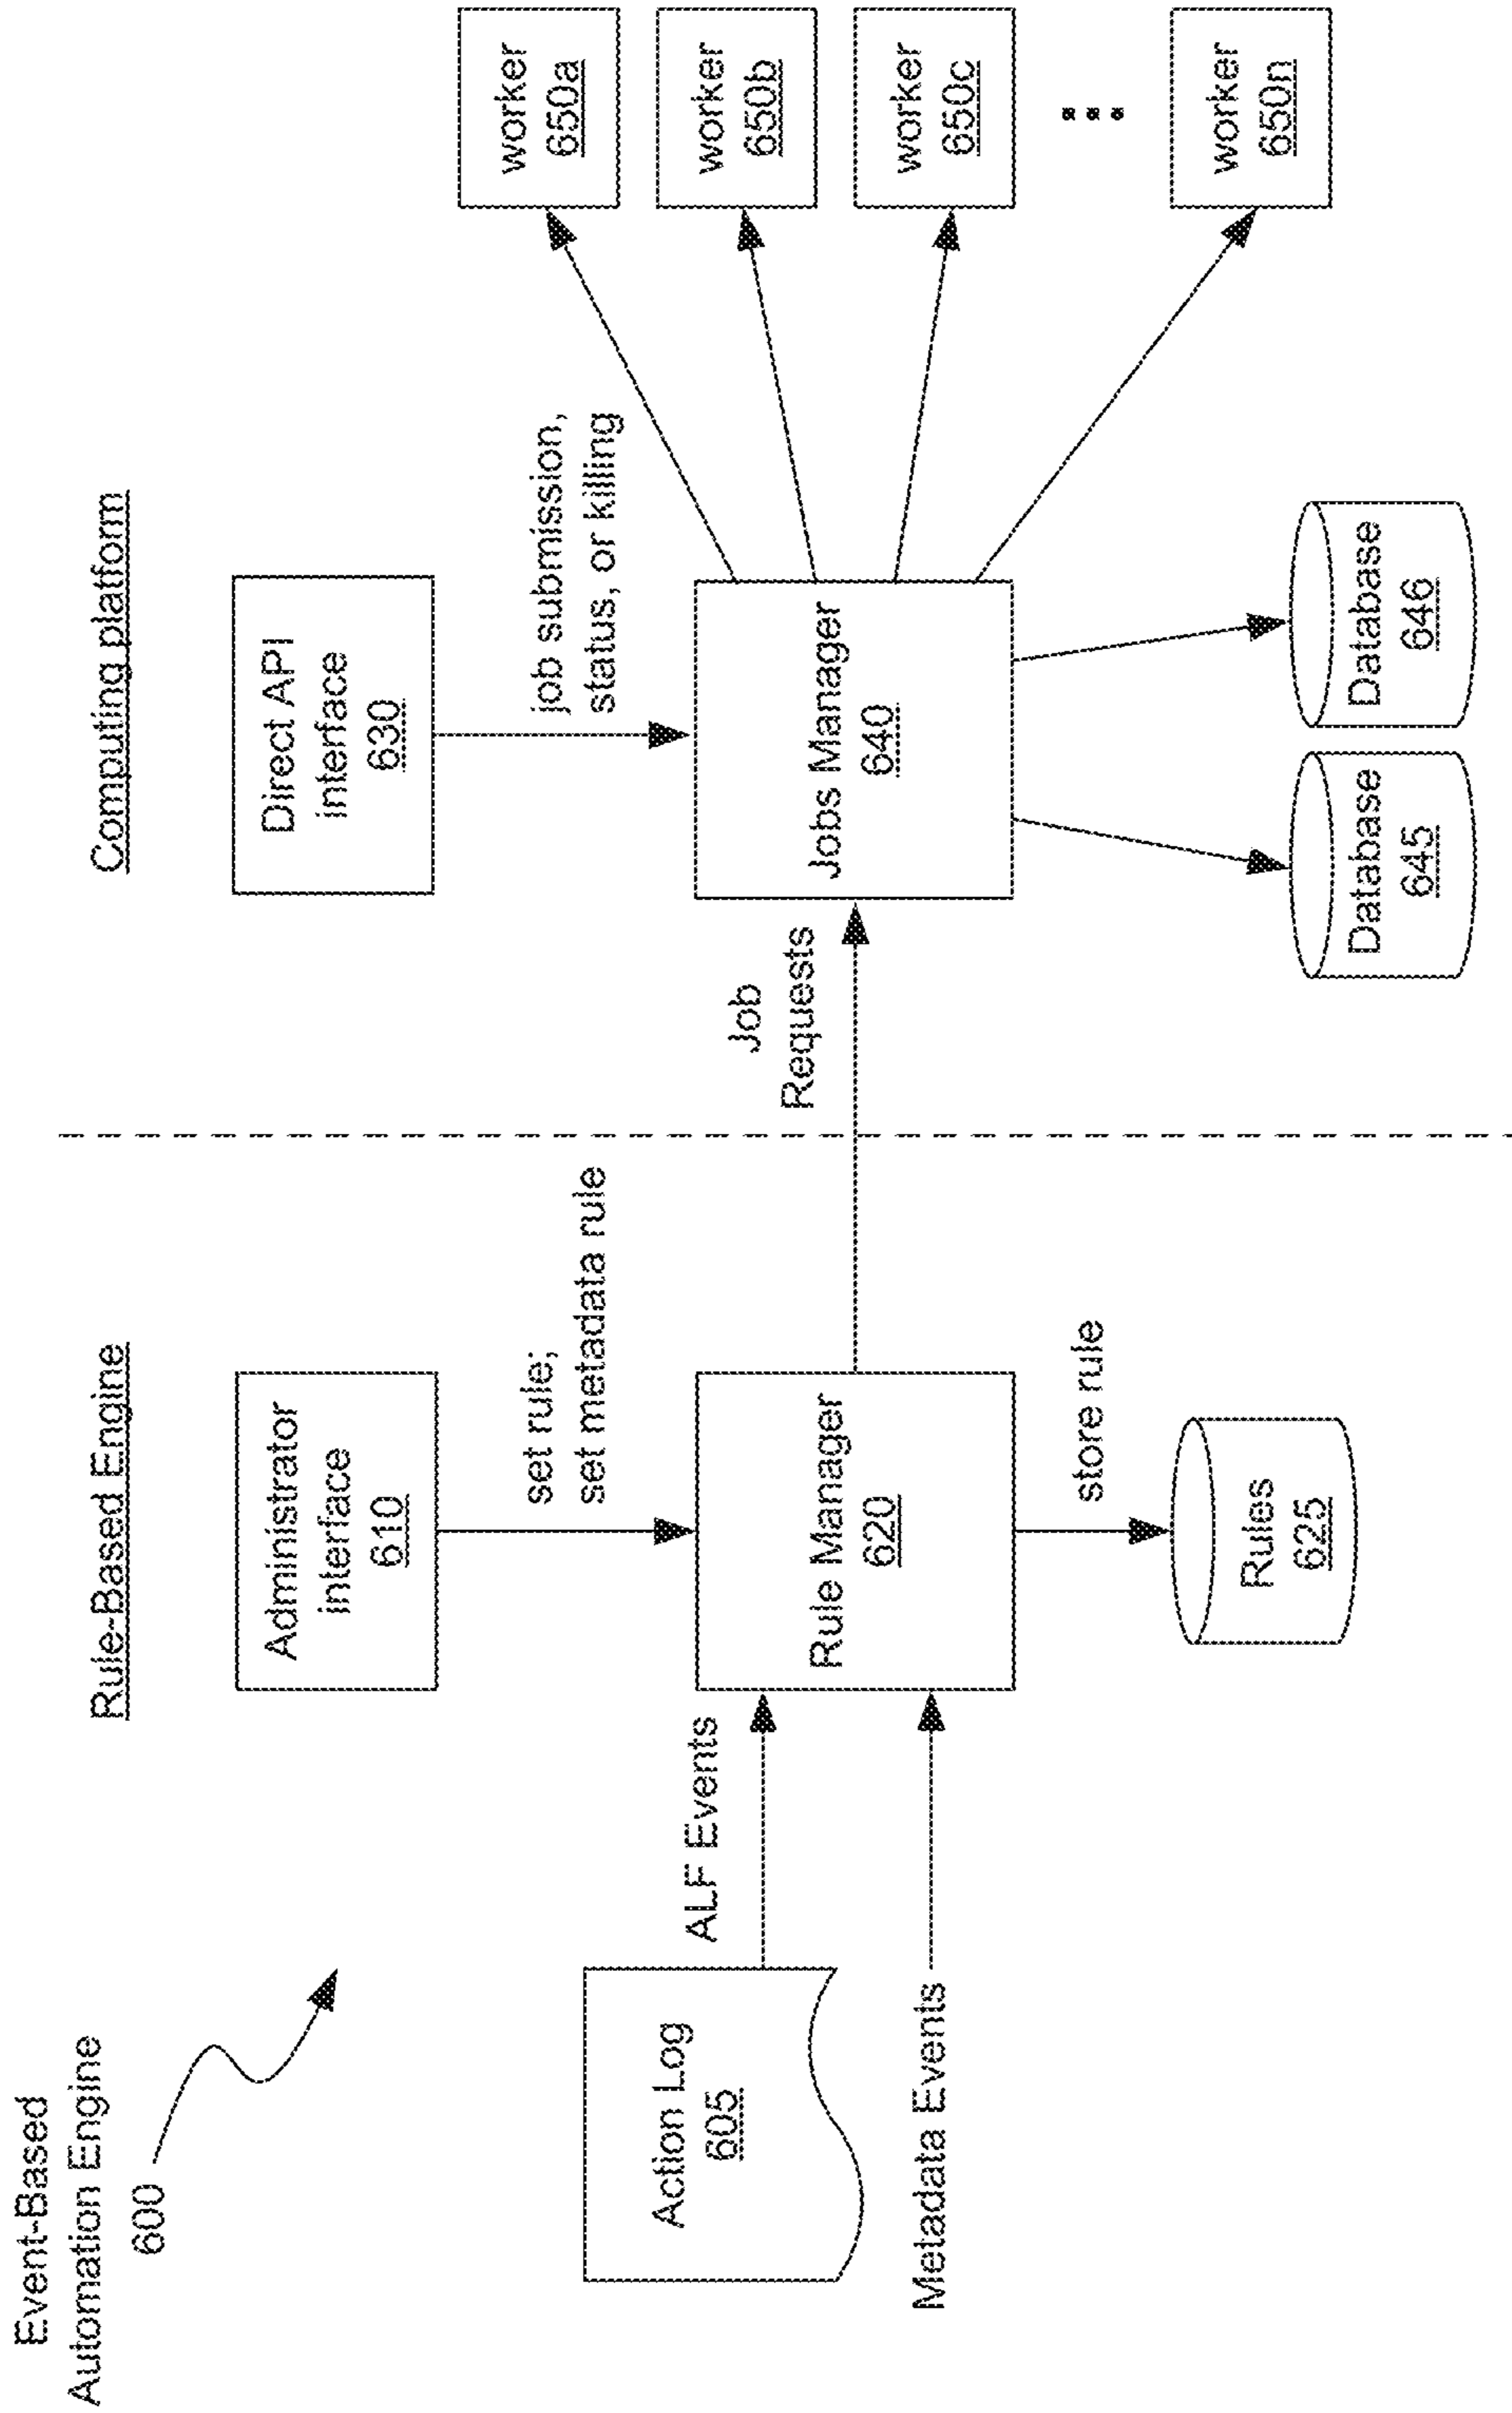 Event-Based
Automation Engine
600
Rule-Based Engine
Computing platform
Administrator
interface
610
Direct API
interface
630
set rule;
set metadata rule
job submission,
status, or killing
Action Log
605
ALF Events
Metadata Events
Rule Manager
620
Job
Requests
Jobs Manager
640
store rule
Rules
625
Database
645
Database
646
worker
650a
worker
650b
worker
650c
...
worker
650n